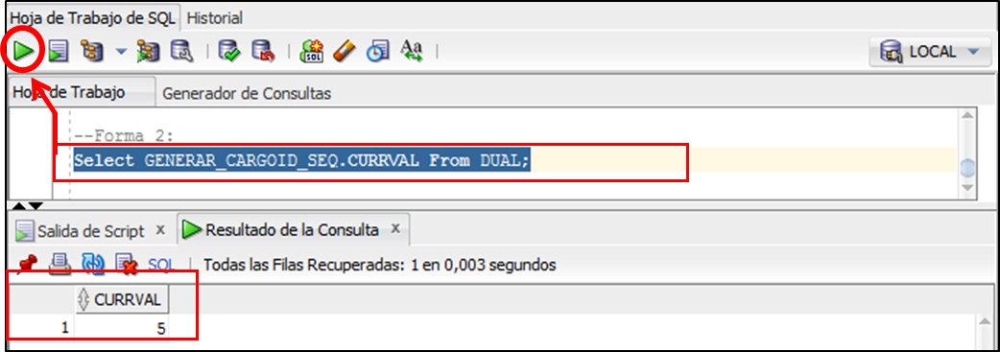 Hoja de Trabajo de SQL Historial
SQL Aa LOCAL
Hoja de Trabajo Generador de Consultas
--Forma 2:
Select GENERAR_CARGOID_SEQ.CURRVAL From DUAL;
Salida de Script x Resultado de la Consulta x
SQL | Todas las Filas Recuperadas: 1 en 0,003 segundos
CURRVAL
1 5